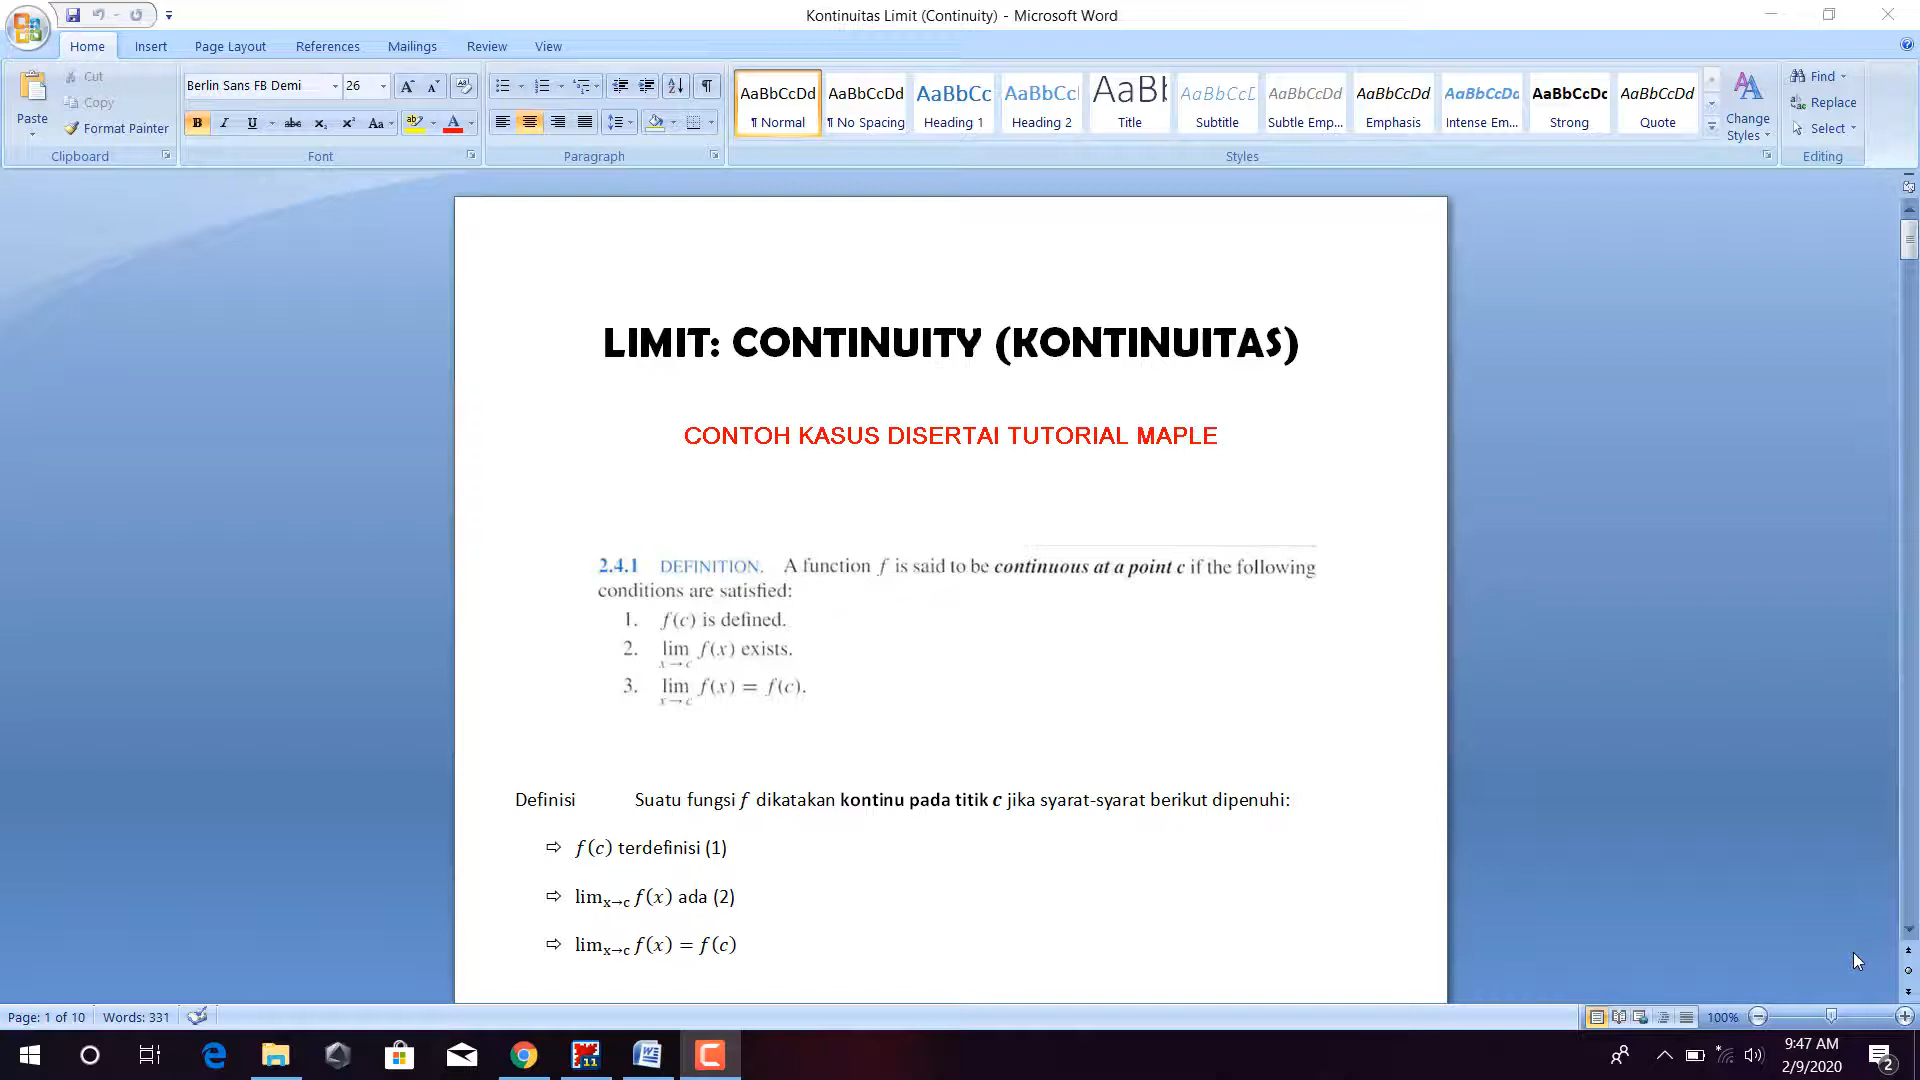 Kontinuitas Limit (Continuity) - Microsoft Word
Home Insert Page Layout References Mailings Review View
Paste
Cut
Copy
Format Painter
Clipboard
Berlin Sans FB Demi 26
Font
Paragraph
AaBbCcDd AaBbCcDd AaBbCc AaBbCc AaBb AaBbCcD AaBbCcDd AaBbCcDd AaBbCcDd AaBbCcDd AaBbCcDd
¶ Normal ¶ No Spacing Heading 1 Heading 2 Title Subtitle Subtle Emp... Emphasis Intense Em... Strong Quote
Styles
Change Styles
Find
Replace
Select
Editing
LIMIT: CONTINUITY (KONTINUITAS)
CONTOH KASUS DISERTAI TUTORIAL MAPLE
2.4.1 DEFINITION. A function f is said to be continuous at a point c if the following
conditions are satisfied:
1. f(c) is defined.
2. lim x→c f(x) exists.
3. lim x→c f(x) = f(c).
Definisi Suatu fungsi f dikatakan kontinu pada titik c jika syarat-syarat berikut dipenuhi:
⇨ f(c) terdefinisi (1)
⇨ limx→c f(x) ada (2)
⇨ limx→c f(x) = f(c)
Page: 1 of 10 Words: 331
100%
9:47 AM
2/9/2020
2